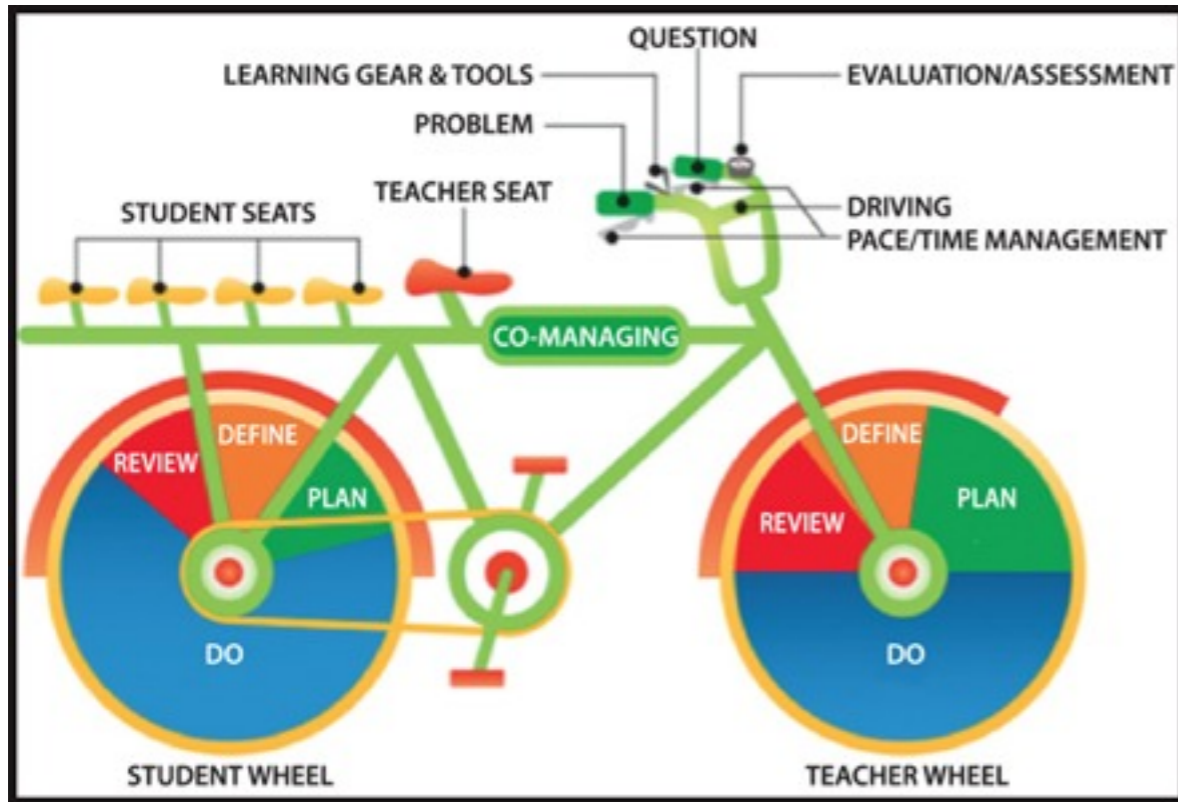 QUESTION
LEARNING GEAR & TOOLS
EVALUATION/ASSESSMENT
PROBLEM
TEACHER SEAT
STUDENT SEATS
DRIVING
PACE/TIME MANAGEMENT
CO-MANAGING
REVIEW
DEFINE
PLAN
DO
STUDENT WHEEL
REVIEW
DEFINE
PLAN
DO
TEACHER WHEEL